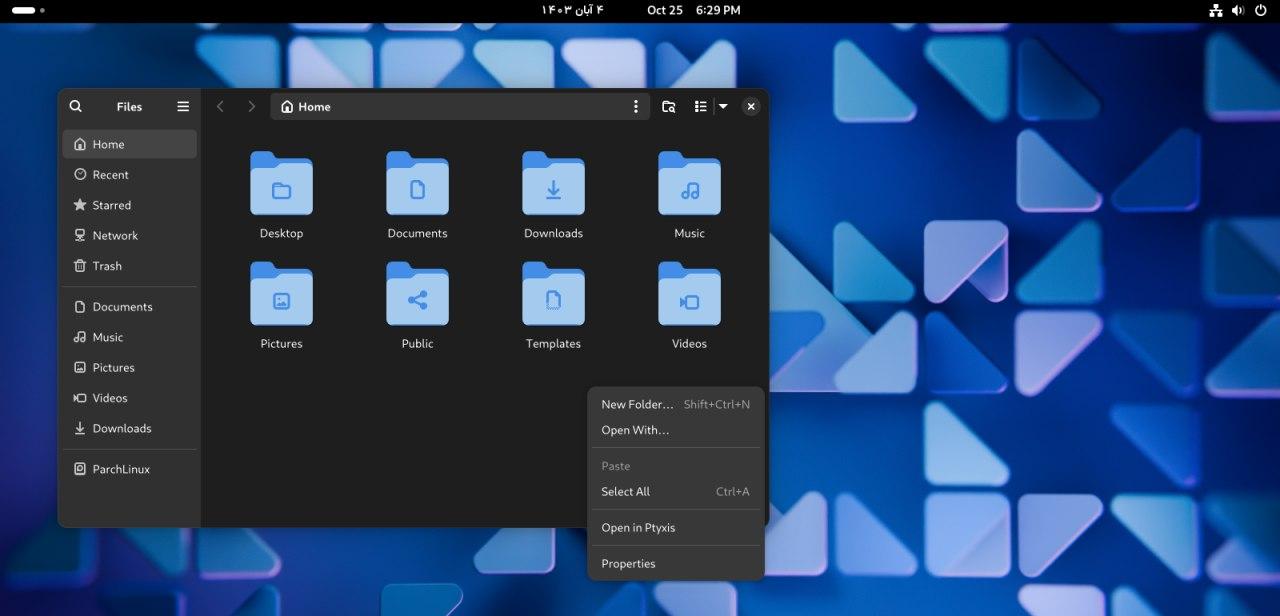 ۴ آبان ۱۴۰۳
Oct 25 6:29 PM
Files
Home
Home
Recent
Starred
Network
Trash
Documents
Music
Pictures
Videos
Downloads
ParchLinux
Desktop
Documents
Downloads
Music
Pictures
Public
Templates
Videos
New Folder… Shift+Ctrl+N
Open With…
Paste
Select All Ctrl+A
Open in Ptyxis
Properties